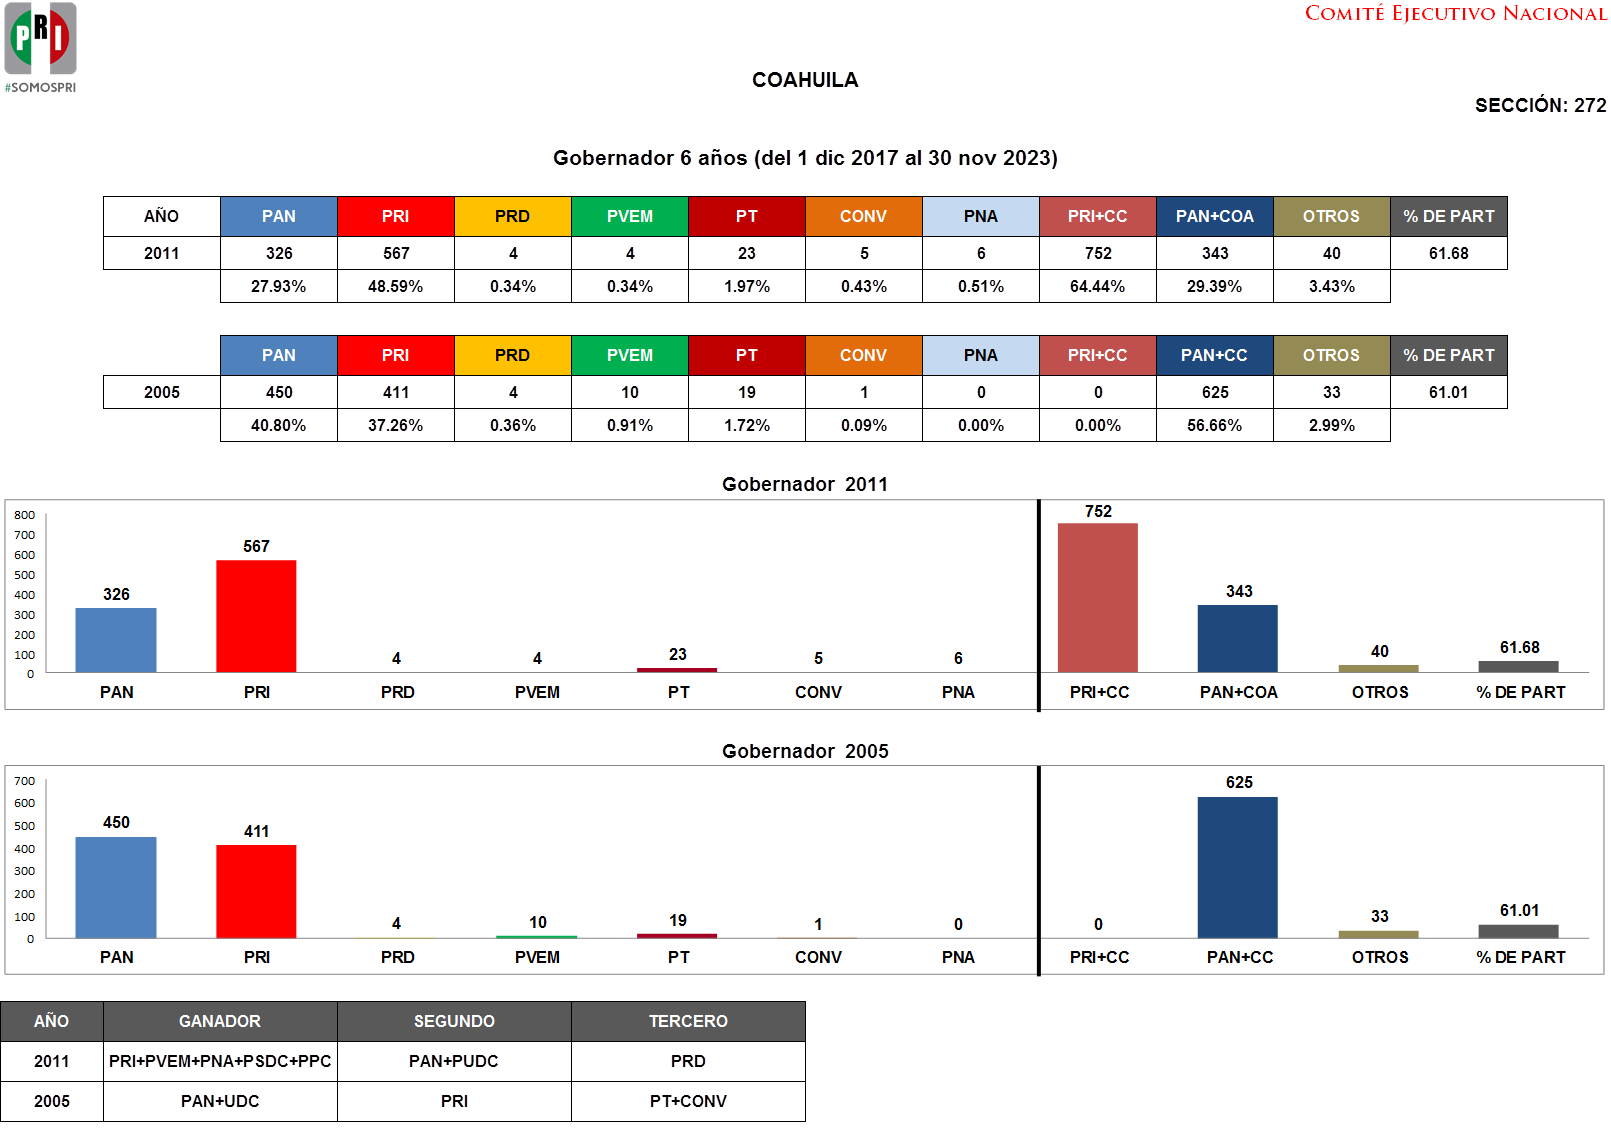 PRI
#SOMOSPRI
COMITÉ EJECUTIVO NACIONAL
COAHUILA
SECCIÓN: 272
Gobernador 6 años (del 1 dic 2017 al 30 nov 2023)
AÑO PAN PRI PRD PVEM PT CONV PNA PRI+CC PAN+COA OTROS % DE PART
2011 326 567 4 4 23 5 6 752 343 40 61.68
27.93% 48.59% 0.34% 0.34% 1.97% 0.43% 0.51% 64.44% 29.39% 3.43%
PAN PRI PRD PVEM PT CONV PNA PRI+CC PAN+CC OTROS % DE PART
2005 450 411 4 10 19 1 0 0 625 33 61.01
40.80% 37.26% 0.36% 0.91% 1.72% 0.09% 0.00% 0.00% 56.66% 2.99%
Gobernador 2011
800
700
600
500
400
300
200
100
0
326 567 4 4 23 5 6 752 343 40 61.68
PAN PRI PRD PVEM PT CONV PNA PRI+CC PAN+COA OTROS % DE PART
Gobernador 2005
700
600
500
400
300
200
100
0
450 411 4 10 19 1 0 0 625 33 61.01
PAN PRI PRD PVEM PT CONV PNA PRI+CC PAN+CC OTROS % DE PART
AÑO GANADOR SEGUNDO TERCERO
2011 PRI+PVEM+PNA+PSDC+PPC PAN+PUDC PRD
2005 PAN+UDC PRI PT+CONV